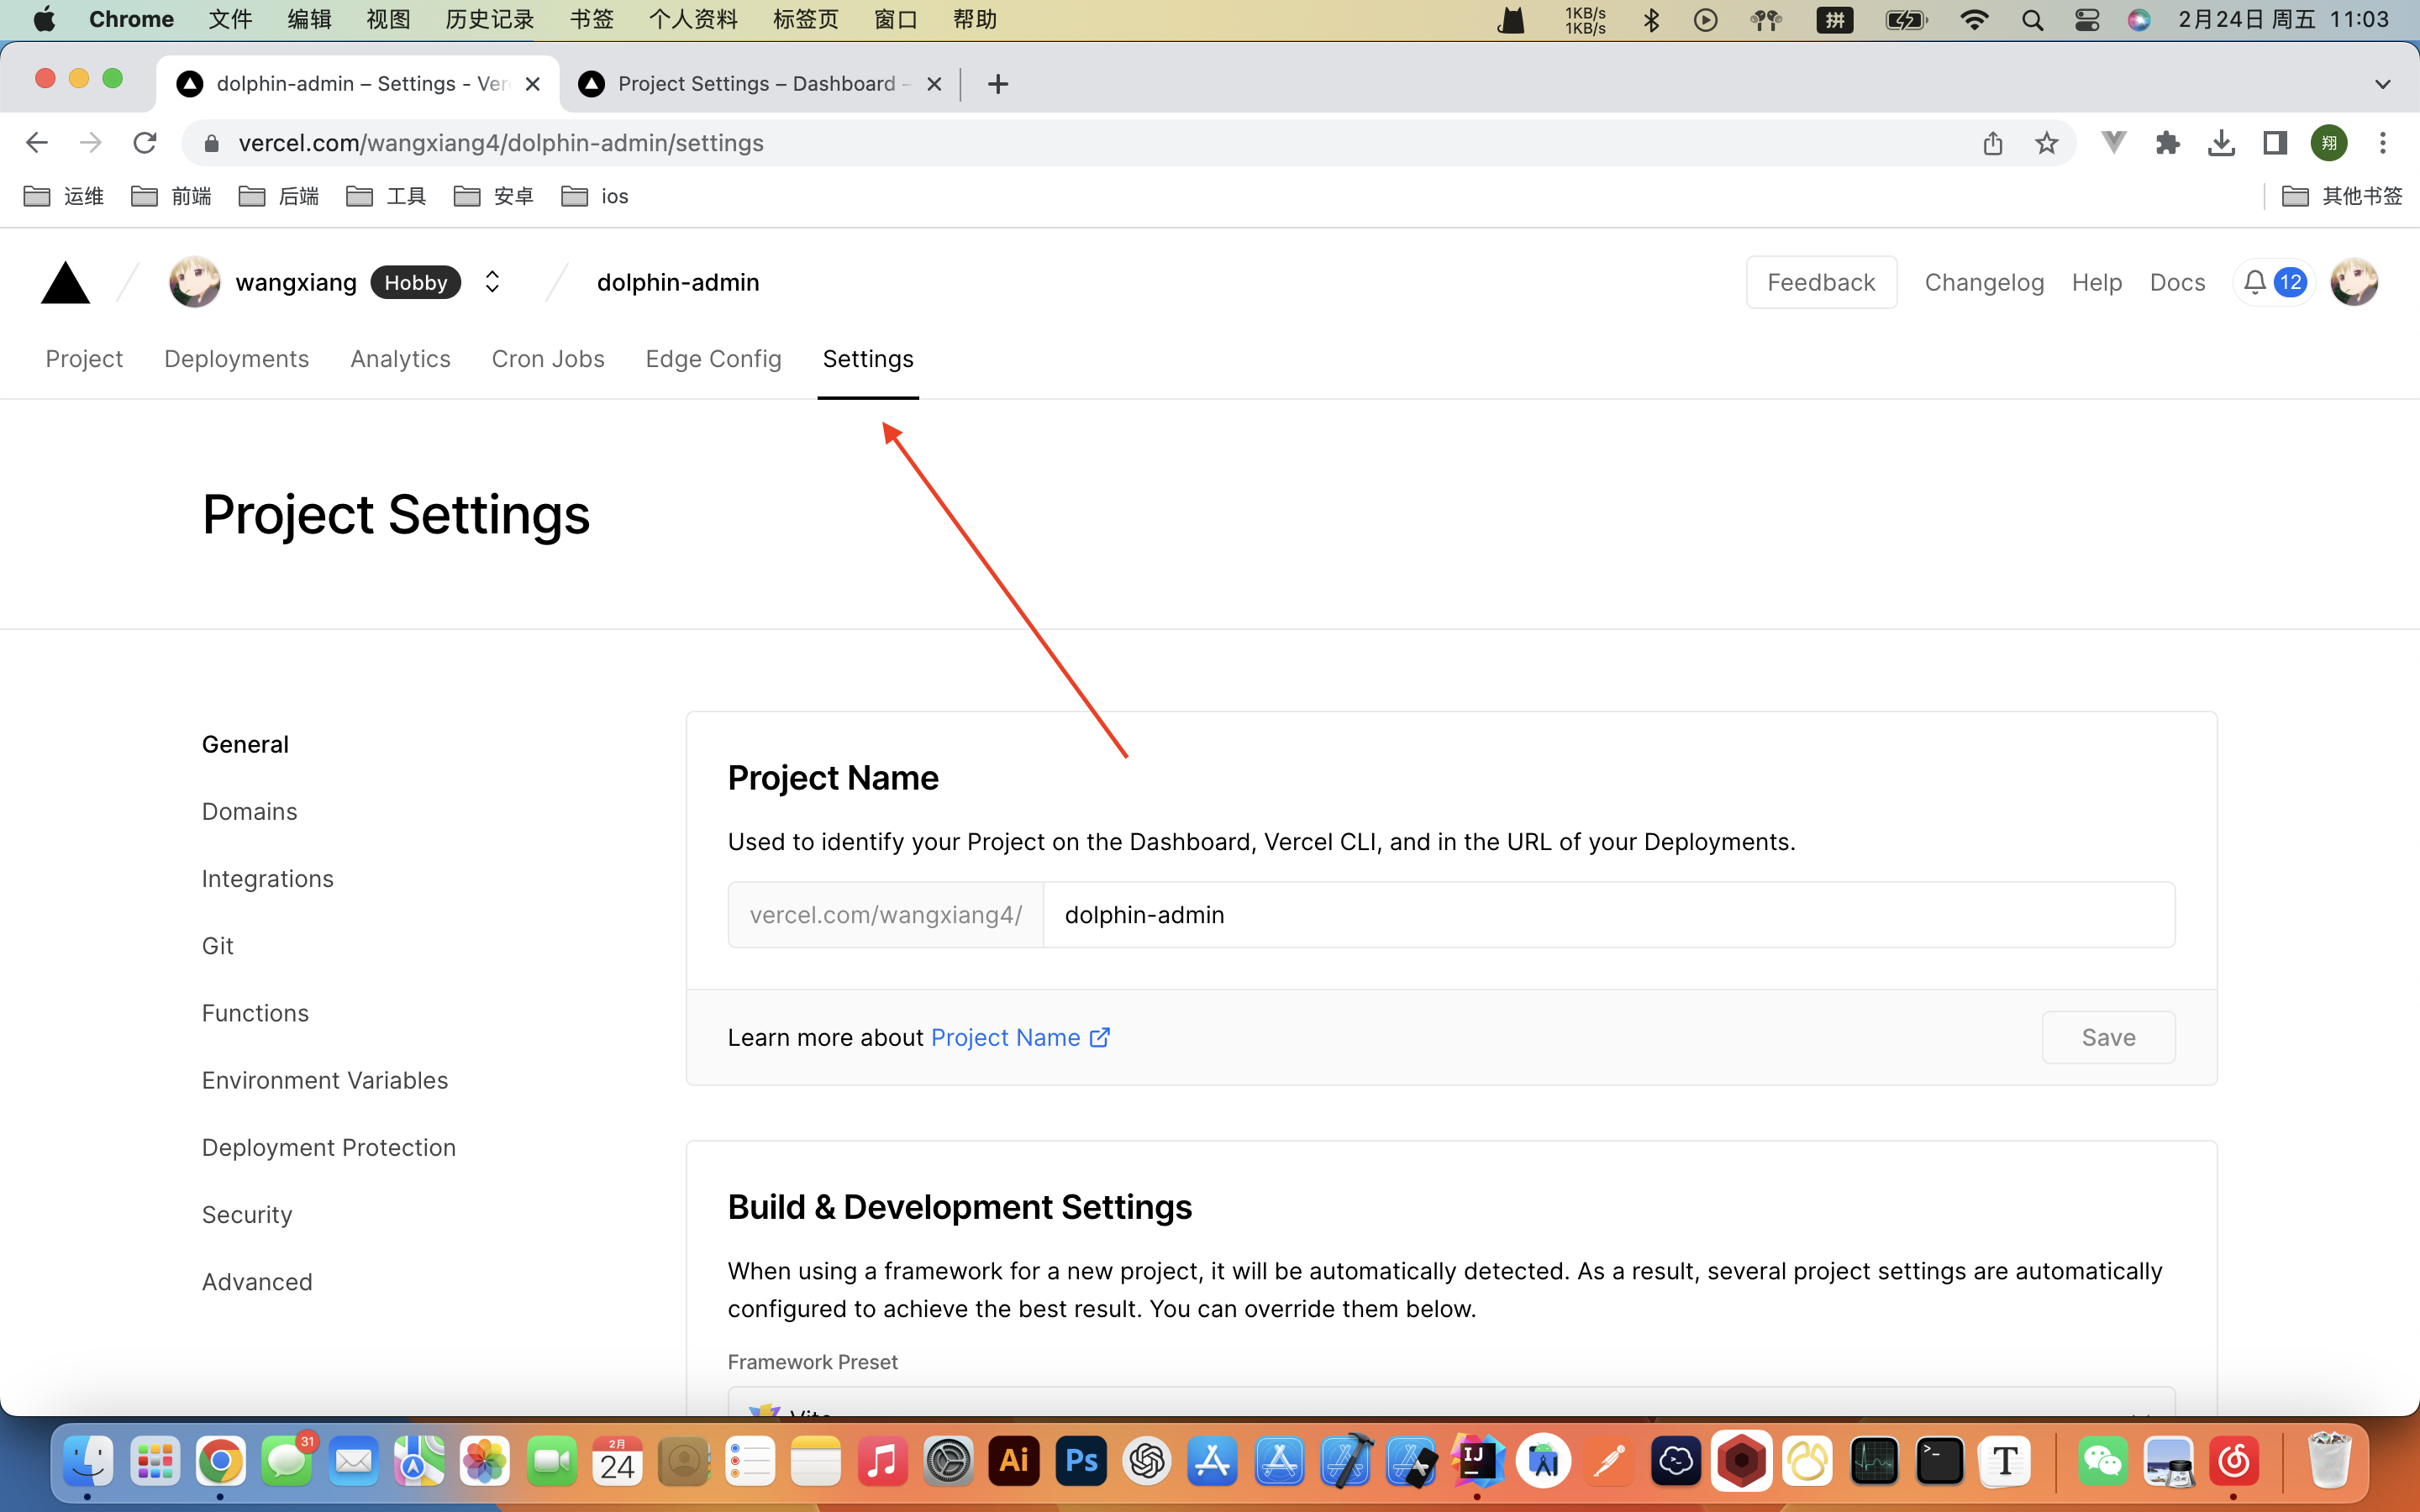 Chrome 文件 编辑 视图 历史记录 书签 个人资料 标签页 窗口 帮助 1KB/s 1KB/s 拼 2月24日 周五 11:03
dolphin-admin – Settings - Ver Project Settings – Dashboard –
vercel.com/wangxiang4/dolphin-admin/settings 翔
运维 前端 后端 工具 安卓 ios 其他书签
wangxiang Hobby dolphin-admin Feedback Changelog Help Docs 12
Project Deployments Analytics Cron Jobs Edge Config Settings
Project Settings
General
Domains
Integrations
Git
Functions
Environment Variables
Deployment Protection
Security
Advanced
Project Name
Used to identify your Project on the Dashboard, Vercel CLI, and in the URL of your Deployments.
vercel.com/wangxiang4/ dolphin-admin
Learn more about Project Name Save
Build & Development Settings
When using a framework for a new project, it will be automatically detected. As a result, several project settings are automatically
configured to achieve the best result. You can override them below.
Framework Preset
Vite
31 2月 24 Ai Ps IJ T